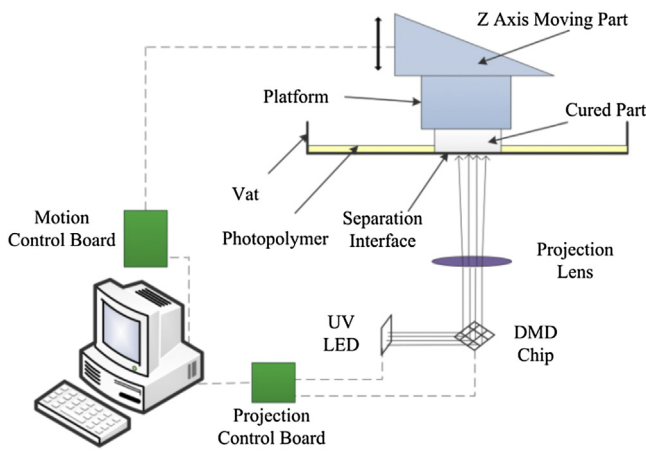 Z Axis Moving Part
Platform
Cured Part
Vat
Photopolymer
Separation
Interface
Motion
Control Board
Projection
Lens
UV
LED
DMD
Chip
Projection
Control Board